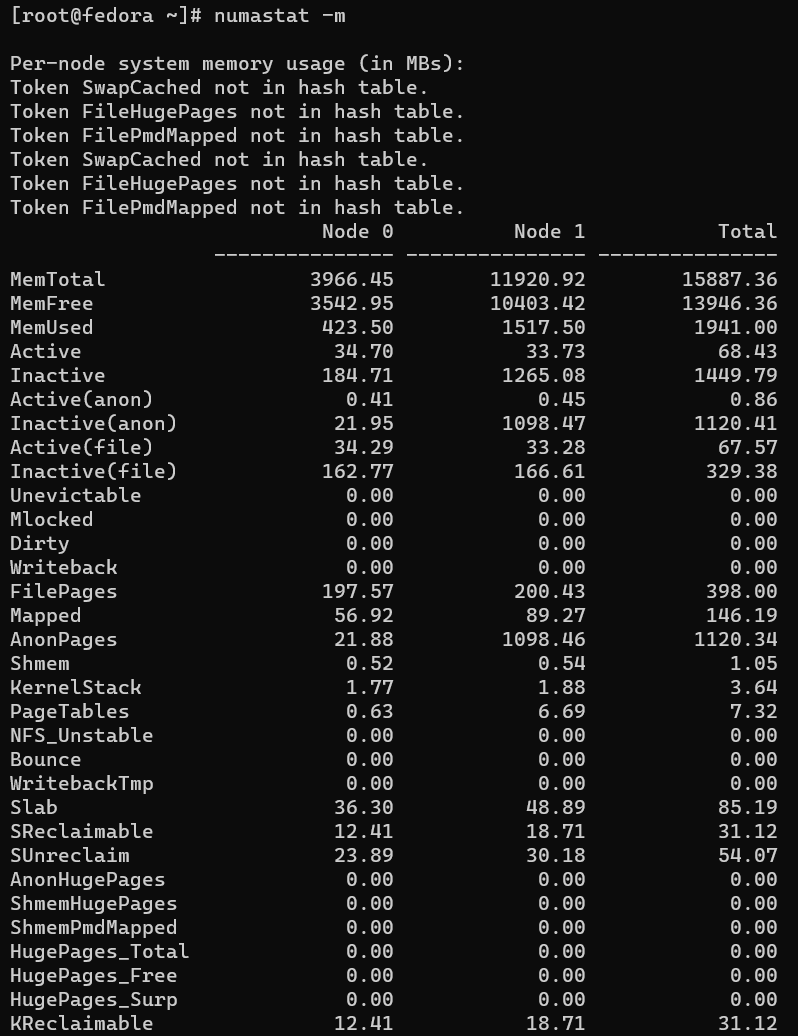 [root@fedora ~]# numastat -m
Per-node system memory usage (in MBs):
Token SwapCached not in hash table.
Token FileHugePages not in hash table.
Token FilePmdMapped not in hash table.
Token SwapCached not in hash table.
Token FileHugePages not in hash table.
Token FilePmdMapped not in hash table.
Node 0 Node 1 Total
--------------- --------------- ---------------
MemTotal 3966.45 11920.92 15887.36
MemFree 3542.95 10403.42 13946.36
MemUsed 423.50 1517.50 1941.00
Active 34.70 33.73 68.43
Inactive 184.71 1265.08 1449.79
Active(anon) 0.41 0.45 0.86
Inactive(anon) 21.95 1098.47 1120.41
Active(file) 34.29 33.28 67.57
Inactive(file) 162.77 166.61 329.38
Unevictable 0.00 0.00 0.00
Mlocked 0.00 0.00 0.00
Dirty 0.00 0.00 0.00
Writeback 0.00 0.00 0.00
FilePages 197.57 200.43 398.00
Mapped 56.92 89.27 146.19
AnonPages 21.88 1098.46 1120.34
Shmem 0.52 0.54 1.05
KernelStack 1.77 1.88 3.64
PageTables 0.63 6.69 7.32
NFS_Unstable 0.00 0.00 0.00
Bounce 0.00 0.00 0.00
WritebackTmp 0.00 0.00 0.00
Slab 36.30 48.89 85.19
SReclaimable 12.41 18.71 31.12
SUnreclaim 23.89 30.18 54.07
AnonHugePages 0.00 0.00 0.00
ShmemHugePages 0.00 0.00 0.00
ShmemPmdMapped 0.00 0.00 0.00
HugePages_Total 0.00 0.00 0.00
HugePages_Free 0.00 0.00 0.00
HugePages_Surp 0.00 0.00 0.00
KReclaimable 12.41 18.71 31.12